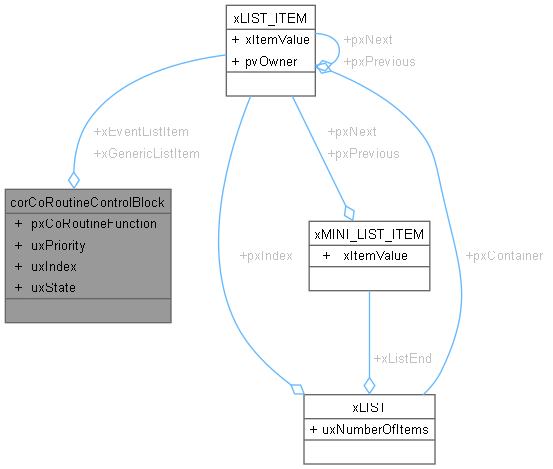 xLIST_ITEM
+ xItemValue
+ pvOwner
+pxNext
+pxPrevious
+xEventListItem
+xGenericListItem
+pxNext
+pxPrevious
corCoRoutineControlBlock
+ pxCoRoutineFunction
+ uxPriority
+ uxIndex
+ uxState
xMINI_LIST_ITEM
+ xItemValue
+pxIndex
+pxContainer
+xListEnd
xLIST
+ uxNumberOfItems